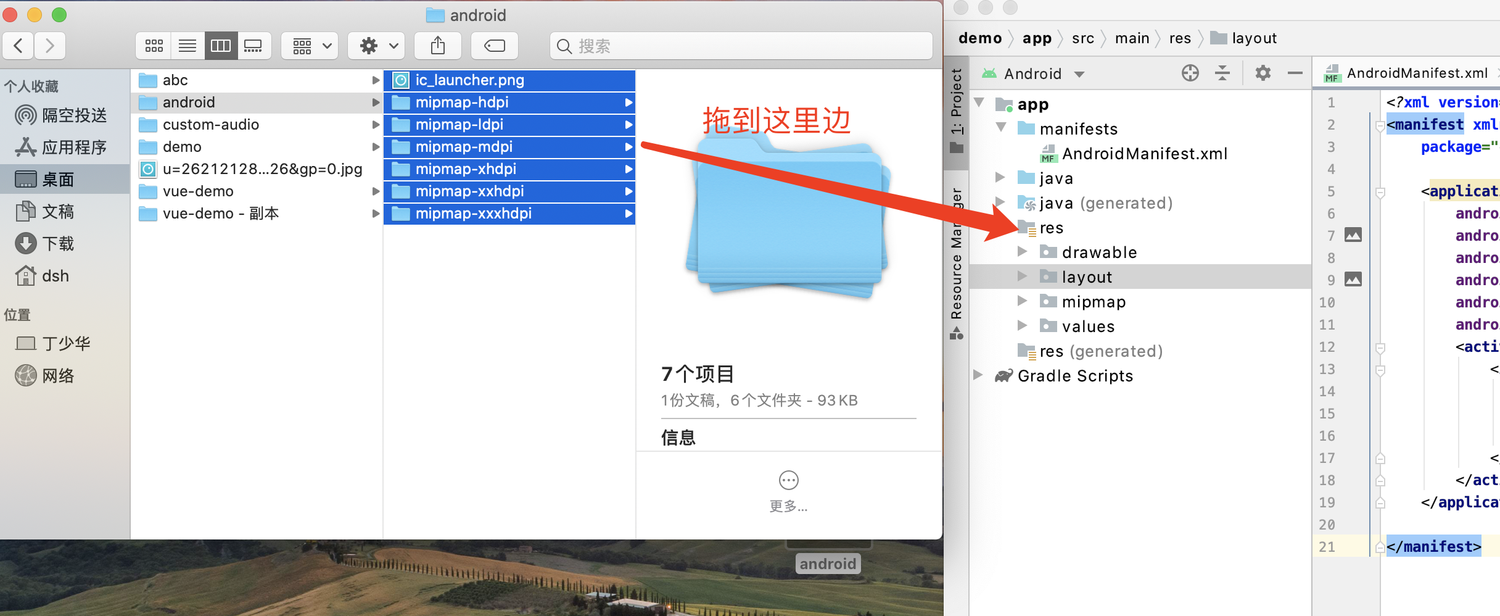 android
搜索
个人收藏
隔空投送
应用程序
桌面
文稿
下载
dsh
位置
丁少华
网络
abc
android
custom-audio
demo
u=26212128...26&gp=0.jpg
vue-demo
vue-demo - 副本
ic_launcher.png
mipmap-hdpi
mipmap-ldpi
mipmap-mdpi
mipmap-xhdpi
mipmap-xxhdpi
mipmap-xxxhdpi
拖到这里边
7个项目
1份文稿，6个文件夹 - 93 KB
信息
更多...
android
demo app src main res layout
1: Project
Resource Manager
Android
app
manifests
MF AndroidManifest.xml
java
java (generated)
res
drawable
layout
mipmap
values
res (generated)
Gradle Scripts
MF AndroidManifest.xml
1 <?xml version=
2 <manifest xml
3 package="
4
5 <applicati
6 andro
7 andro
8 andro
9 andro
10 andro
11 andro
12 <activ
13 <
14
15
16
17 <
18 </act
19 </applica
20
21 </manifest>